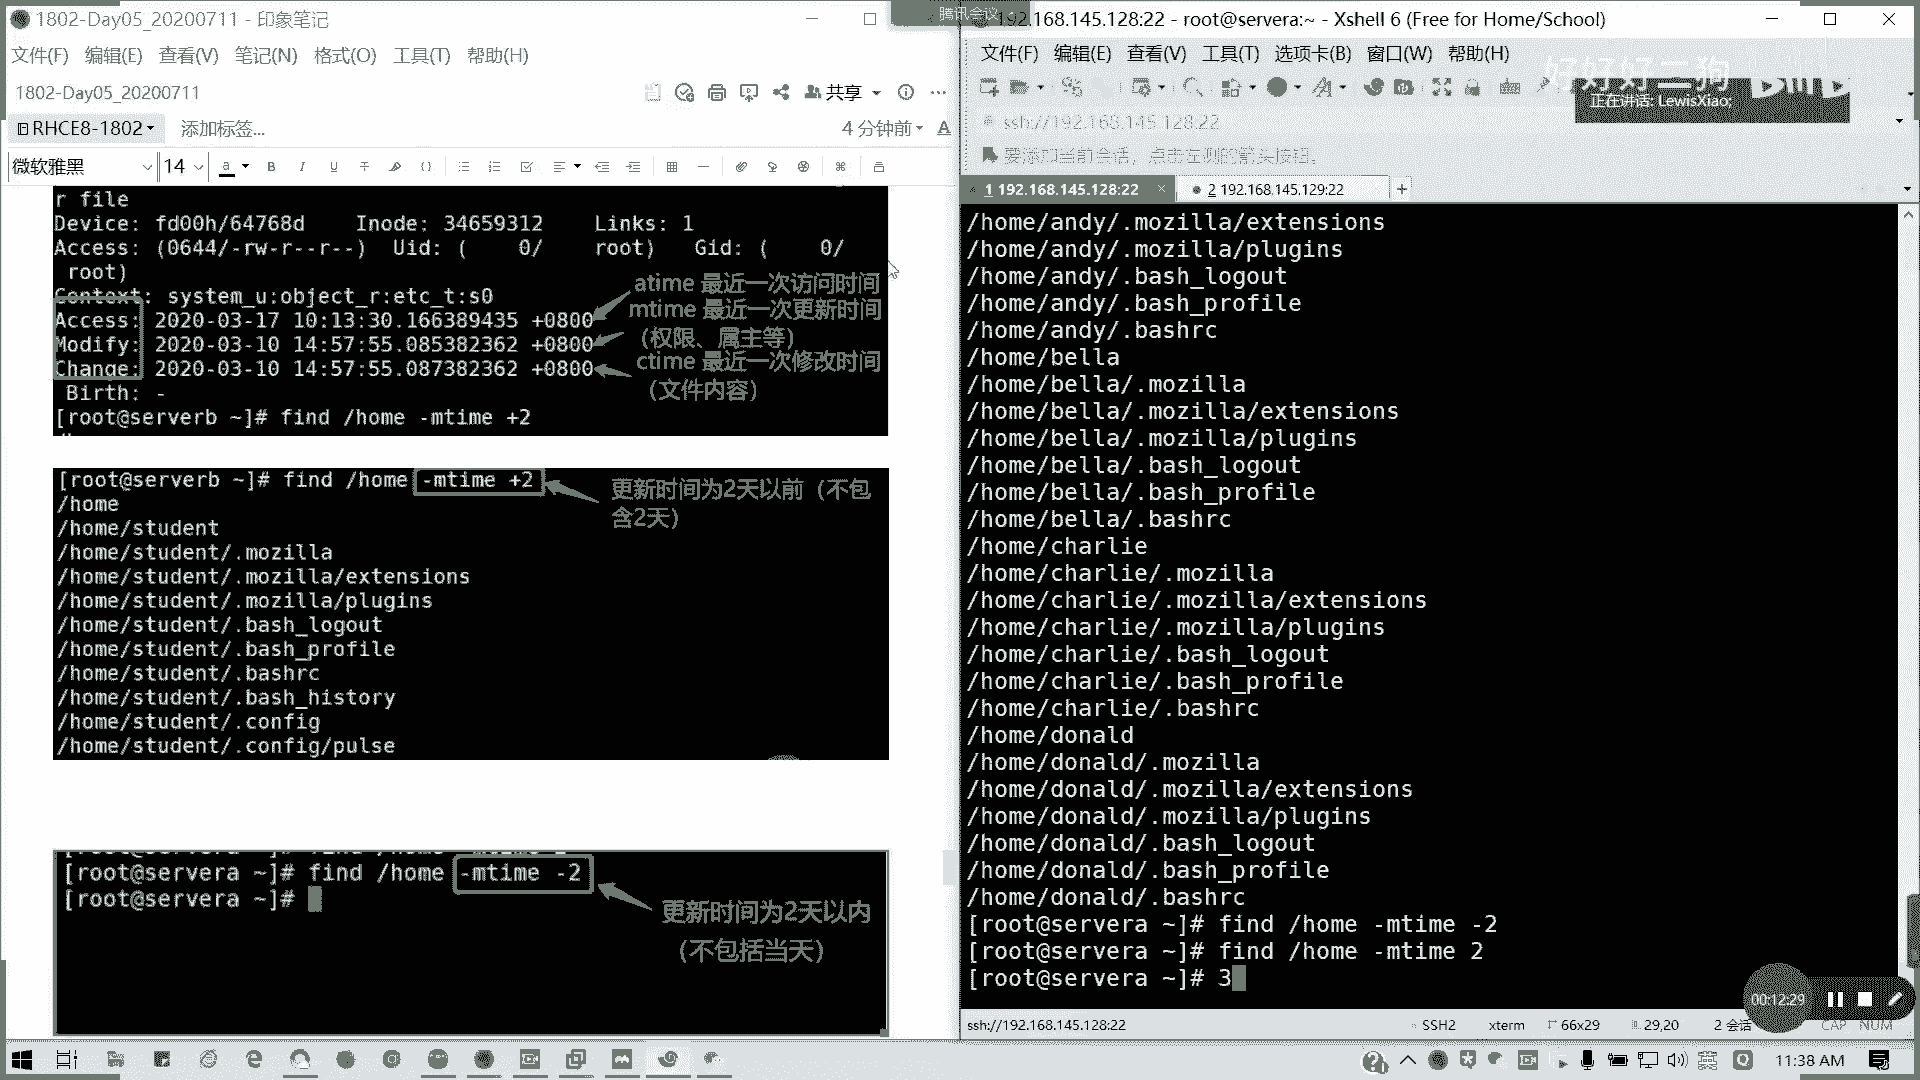 1802-Day05_20200711 - 印象笔记
文件(F) 编辑(E) 查看(V) 笔记(N) 格式(O) 工具(T) 帮助(H)
1802-Day05_20200711
共享
RHCE8-1802
添加标签...
4 分钟前
微软雅黑
14
r file
Device: fd00h/64768d    Inode: 34659312    Links: 1
Access: (0644/-rw-r--r--)  Uid: (    0/    root)   Gid: (    0/
 root)
Context: system_u:object_r:etc_t:s0
Access: 2020-03-17 10:13:30.166389435 +0800
Modify: 2020-03-10 14:57:55.085382362 +0800
Change: 2020-03-10 14:57:55.087382362 +0800
 Birth: -
[root@serverb ~]# find /home -mtime +2
atime 最近一次访问时间
mtime 最近一次更新时间
（权限、属主等）
ctime 最近一次修改时间
（文件内容）
[root@serverb ~]# find /home -mtime +2
/home
/home/student
/home/student/.mozilla
/home/student/.mozilla/extensions
/home/student/.mozilla/plugins
/home/student/.bash_logout
/home/student/.bash_profile
/home/student/.bashrc
/home/student/.bash_history
/home/student/.config
/home/student/.config/pulse
更新时间为2天以前（不包
含2天）
[root@servera ~]# find /home -mtime -2
[root@servera ~]#
更新时间为2天以内
（不包括当天）
腾讯会议
192.168.145.128:22 - root@servera:~ - Xshell 6 (Free for Home/School)
文件(F) 编辑(E) 查看(V) 工具(T) 选项卡(B) 窗口(W) 帮助(H)
好好好二狗
正在讲话: LewisXiao;
ssh://192.168.145.128:22
要添加当前会话，点击左侧的箭头按钮。
1 192.168.145.128:22
2 192.168.145.129:22
/home/andy/.mozilla/extensions
/home/andy/.mozilla/plugins
/home/andy/.bash_logout
/home/andy/.bash_profile
/home/andy/.bashrc
/home/bella
/home/bella/.mozilla
/home/bella/.mozilla/extensions
/home/bella/.mozilla/plugins
/home/bella/.bash_logout
/home/bella/.bash_profile
/home/bella/.bashrc
/home/charlie
/home/charlie/.mozilla
/home/charlie/.mozilla/extensions
/home/charlie/.mozilla/plugins
/home/charlie/.bash_logout
/home/charlie/.bash_profile
/home/charlie/.bashrc
/home/donald
/home/donald/.mozilla
/home/donald/.mozilla/extensions
/home/donald/.mozilla/plugins
/home/donald/.bash_logout
/home/donald/.bash_profile
/home/donald/.bashrc
[root@servera ~]# find /home -mtime -2
[root@servera ~]# find /home -mtime 2
[root@servera ~]# 3
00:12:29
ssh://192.168.145.128:22
SSH2
xterm
66x29
29,20
2 会话
CAP NUM
11:38 AM